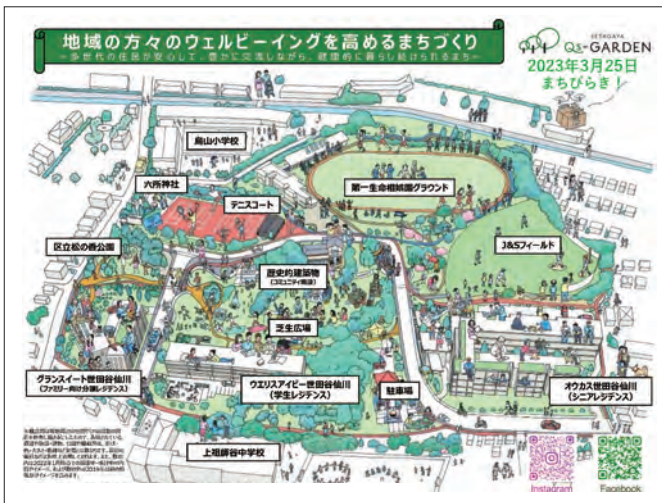 地域の方々のウェルビーイングを高めるまちづくり
－多世代の住民が安心して、豊かに交流しながら、健康的に暮らし続けられるまち－
SETAGAYA
Qs-GARDEN
2023年3月25日
まちびらき！
烏山小学校
六所神社
テニスコート
第一生命相娯園グラウンド
区立松の香公園
J&Sフィールド
歴史的建築物
(コミュニティ施設)
芝生広場
グランスイート世田谷仙川
(ファミリー向け分譲レジデンス)
ウエリスアイビー世田谷仙川
(学生レジデンス)
駐車場
オウカス世田谷仙川
(シニアレジデンス)
上祖師谷中学校
Instagram
Facebook